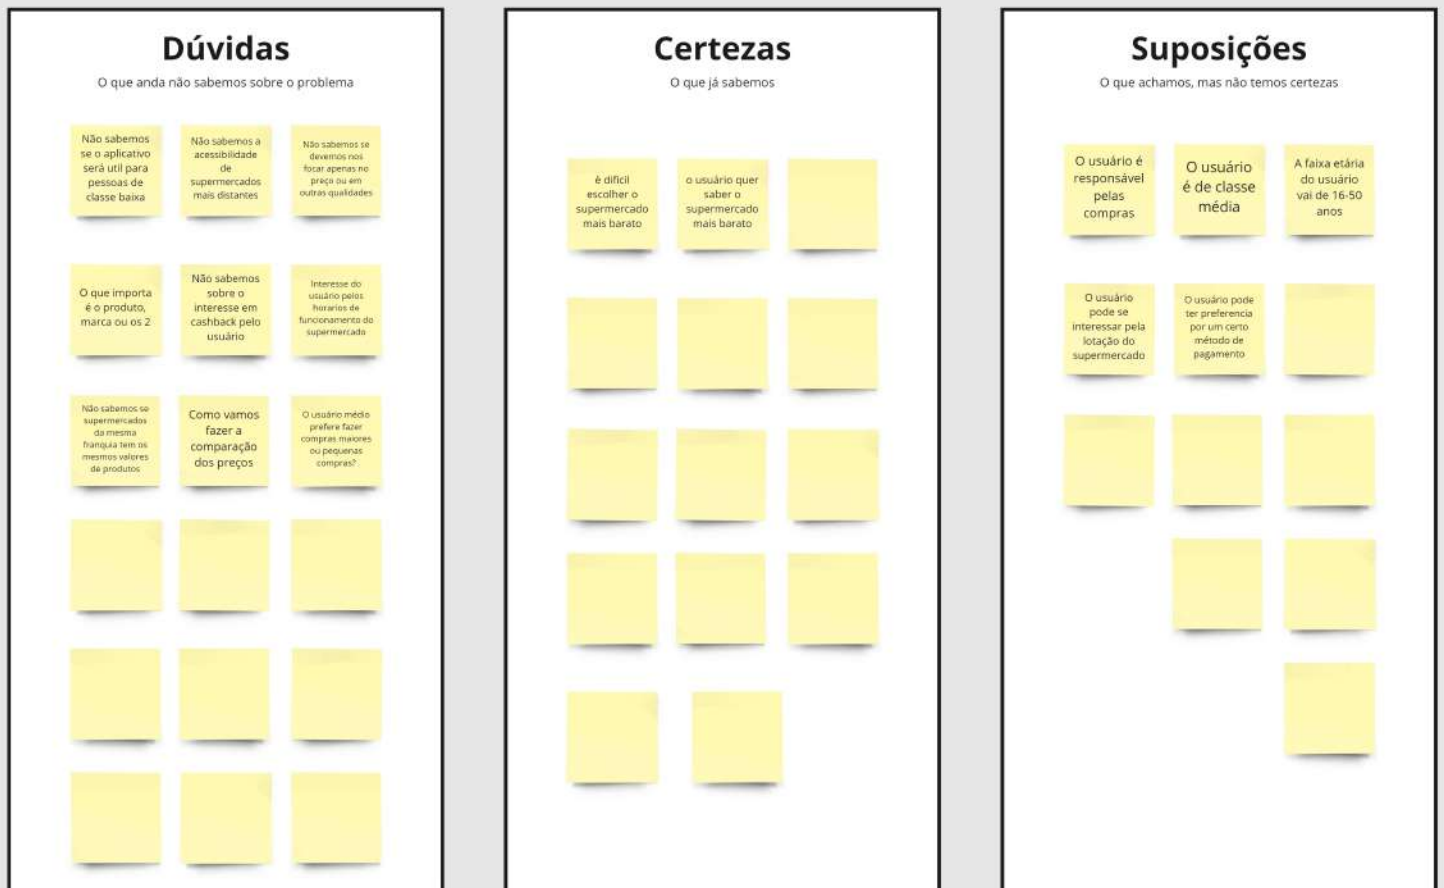 Dúvidas
O que anda não sabemos sobre o problema
Não sabemos
se o aplicativo
será util para
pessoas de
classe baixa
Não sabemos a
acessibilidade
de
supermercados
mais distantes
Não sabemos se
devemos nos
focar apenas no
preço ou em
outras qualidades
O que importa
é o produto,
marca ou os 2
Não sabemos
sobre o
interesse em
cashback pelo
usuário
Interesse do
usuário pelos
horarios de
funcionamento do
supermercado
Não sabemos se
supermercados
da mesma
franquia tem os
mesmos valores
de produtos
Como vamos
fazer a
comparação
dos preços
O usuário médio
prefere fazer
compras maiores
ou pequenas
compras?
Certezas
O que já sabemos
è dificil
escolher o
supermercado
mais barato
o usuário quer
saber o
supermercado
mais barato
Suposições
O que achamos, mas não temos certezas
O usuário é
responsável
pelas
compras
O usuário
é de classe
média
A faixa etária
do usuário
vai de 16-50
anos
O usuário
pode se
interessar pela
lotação do
supermercado
O usuário pode
ter preferencia
por um certo
método de
pagamento